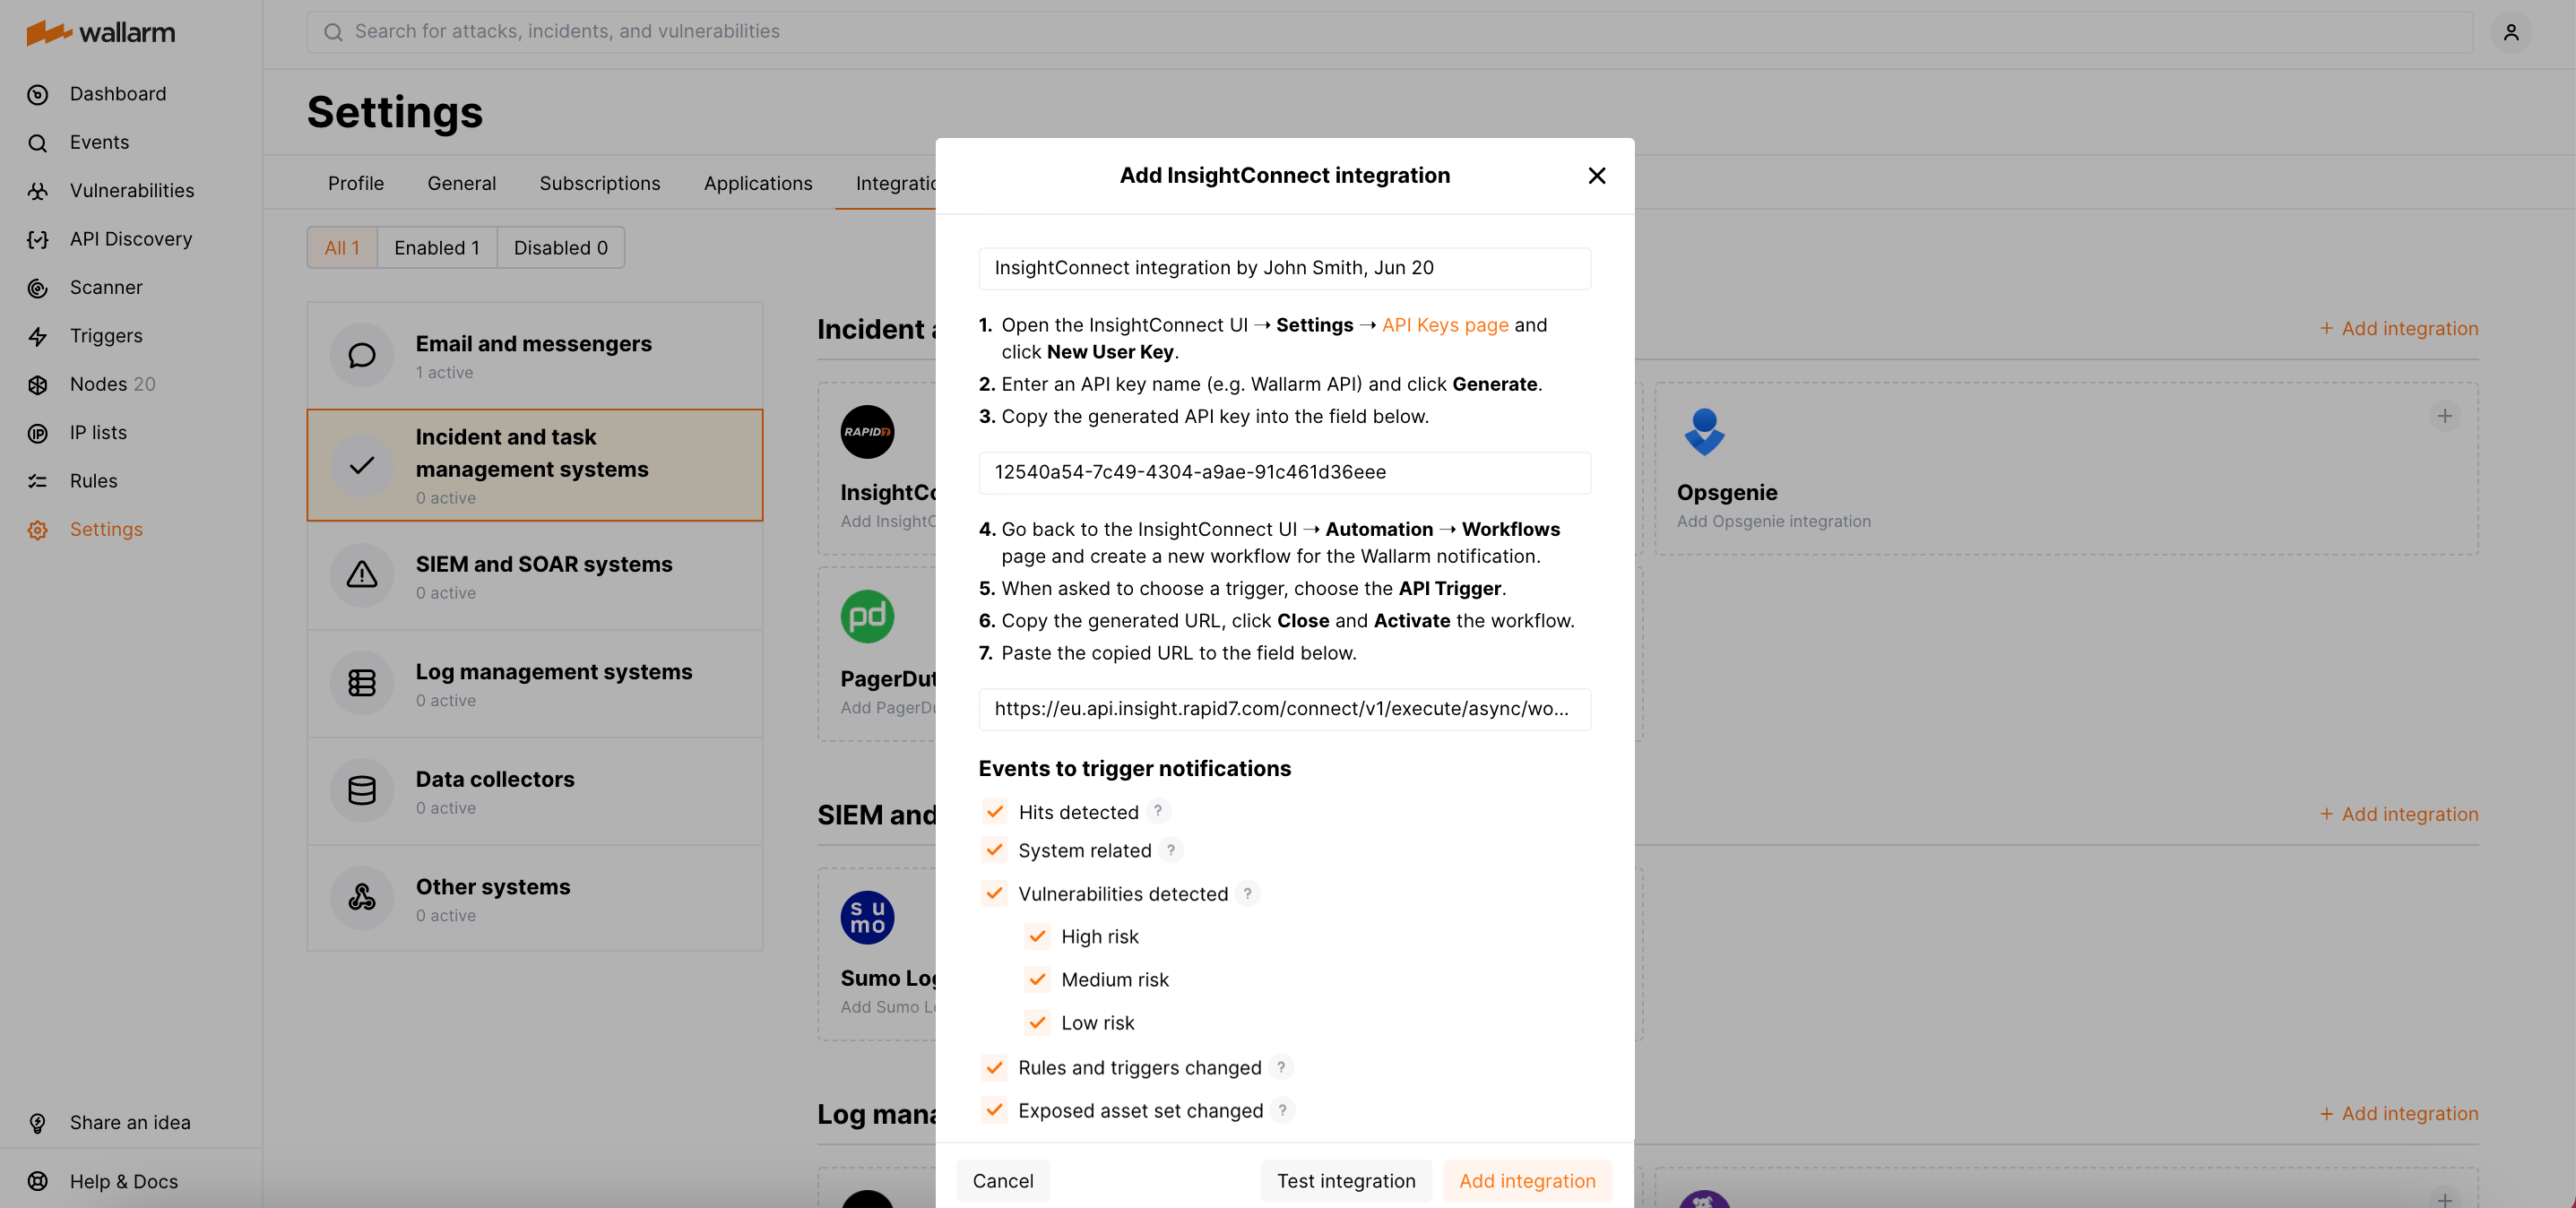 wallarm
Search for attacks, incidents, and vulnerabilities
Dashboard
Events
Vulnerabilities
API Discovery
Scanner
Triggers
Nodes 20
IP lists
Rules
Settings
Share an idea
Help & Docs
Settings
Profile General Subscriptions Applications Integratio
All 1 Enabled 1 Disabled 0
Email and messengers
1 active
Incident and task
management systems
0 active
SIEM and SOAR systems
0 active
Log management systems
0 active
Data collectors
0 active
Other systems
0 active
Incident
+ Add integration
RAPID7
InsightCo
Add InsightC
Opsgenie
Add Opsgenie integration
pd
PagerDut
Add PagerDu
SIEM and
+ Add integration
su
mo
Sumo Log
Add Sumo L
Log mana
+ Add integration
Add InsightConnect integration
InsightConnect integration by John Smith, Jun 20
1. Open the InsightConnect UI → Settings → API Keys page and
click New User Key.
2. Enter an API key name (e.g. Wallarm API) and click Generate.
3. Copy the generated API key into the field below.
12540a54-7c49-4304-a9ae-91c461d36eee
4. Go back to the InsightConnect UI → Automation → Workflows
page and create a new workflow for the Wallarm notification.
5. When asked to choose a trigger, choose the API Trigger.
6. Copy the generated URL, click Close and Activate the workflow.
7. Paste the copied URL to the field below.
https://eu.api.insight.rapid7.com/connect/v1/execute/async/wo...
Events to trigger notifications
Hits detected ?
System related ?
Vulnerabilities detected ?
High risk
Medium risk
Low risk
Rules and triggers changed ?
Exposed asset set changed ?
Cancel Test integration Add integration